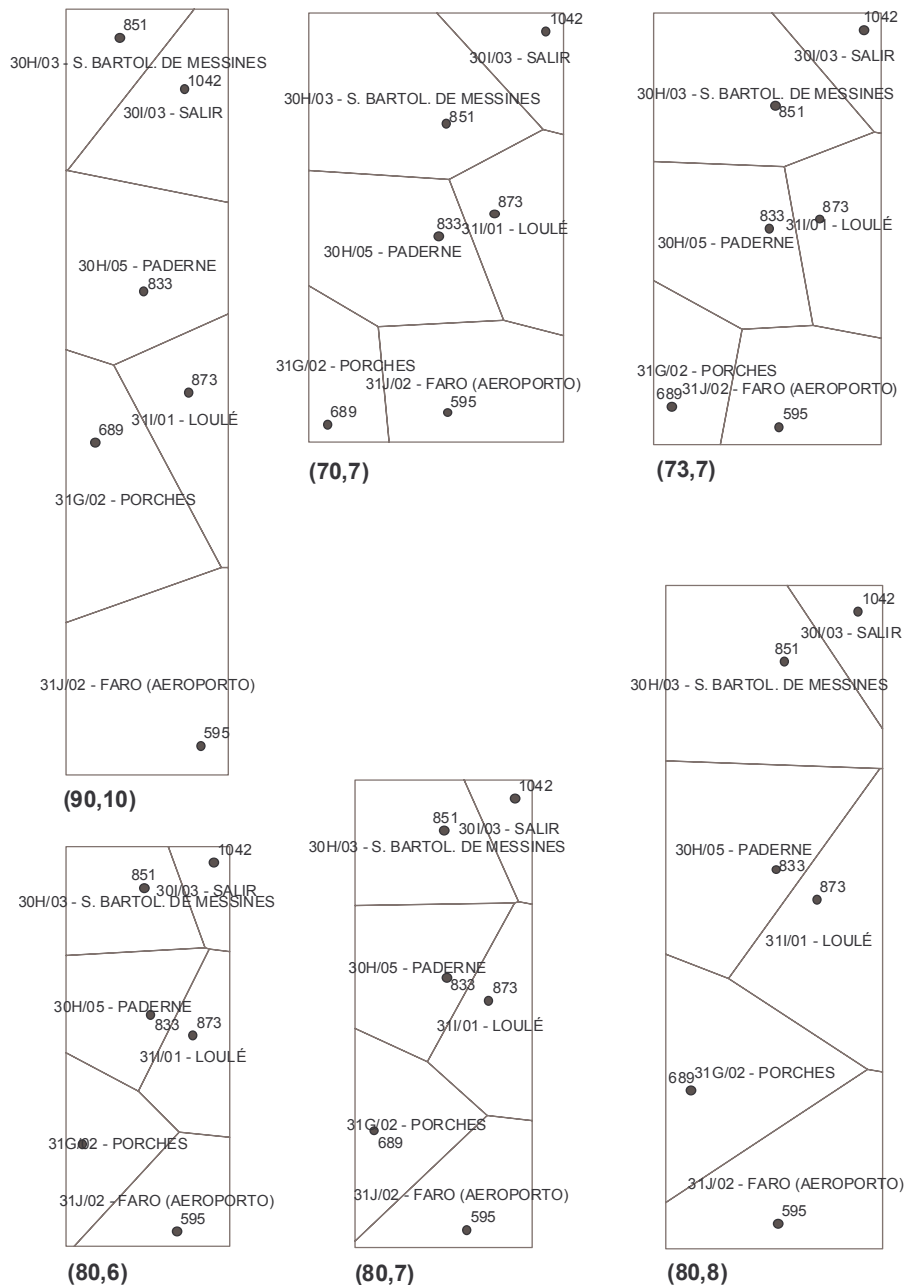 851
30H/03 - S. BARTOL. DE MESSINES
1042
30I/03 - SALIR
30H/05 - PADERNE
833
873
31I/01 - LOULÉ
689
31G/02 - PORCHES
31J/02 - FARO (AEROPORTO)
595
(90,10)
1042
30I/03 - SALIR
30H/03 - S. BARTOL. DE MESSINES
851
873
833
31I/01 - LOULÉ
30H/05 - PADERNE
31G/02 - PORCHES
31J/02 - FARO (AEROPORTO)
595
689
(70,7)
1042
30I/03 - SALIR
30H/03 - S. BARTOL. DE MESSINES
851
873
833
31I/01 - LOULÉ
30H/05 - PADERNE
31G/02 - PORCHES
31J/02 - FARO (AEROPORTO)
689
595
(73,7)
1042
851
30I/03 - SALIR
30H/03 - S. BARTOL. DE MESSINES
30H/05 - PADERNE
833
873
31I/01 - LOULÉ
31G/02 - PORCHES
31J/02 - FARO (AEROPORTO)
595
(80,6)
1042
851
30I/03 - SALIR
30H/03 - S. BARTOL. DE MESSINES
30H/05 - PADERNE
833
873
31I/01 - LOULÉ
31G/02 - PORCHES
689
31J/02 - FARO (AEROPORTO)
595
(80,7)
1042
30I/03 - SALIR
851
30H/03 - S. BARTOL. DE MESSINES
30H/05 - PADERNE
833
873
31I/01 - LOULÉ
689
31G/02 - PORCHES
31J/02 - FARO (AEROPORTO)
595
(80,8)